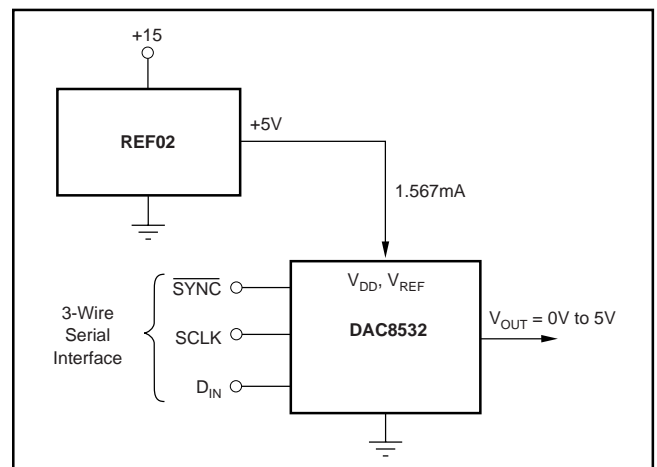 +15
REF02
+5V
1.567mA
3-Wire
Serial
Interface
SYNC
SCLK
DIN
VDD, VREF
DAC8532
VOUT = 0V to 5V